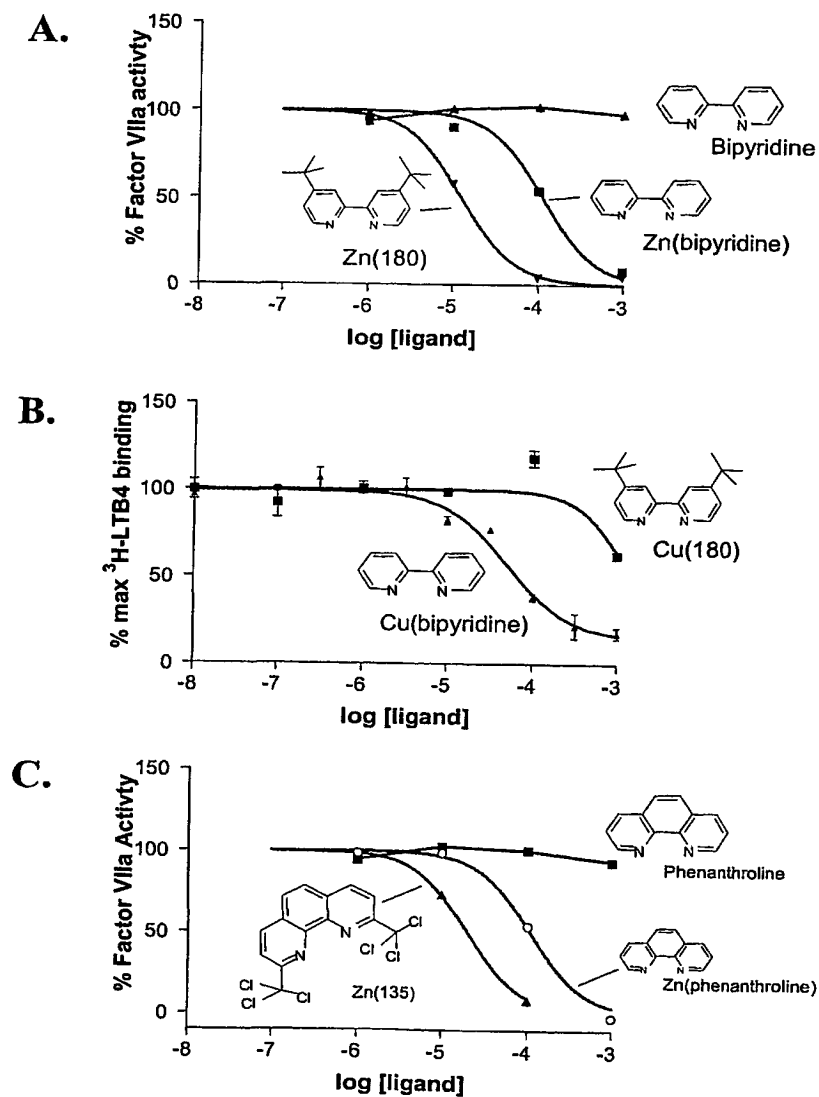 A.
150
100
50
0
% Factor VIIa activty
-8
-7
-6
-5
-4
-3
log [ligand]
N
N
Bipyridine
N
N
Zn(180)
N
N
Zn(bipyridine)
B.
150
100
50
0
% max ³H-LTB4 binding
-8
-7
-6
-5
-4
-3
log [ligand]
N
N
Cu(180)
N
N
Cu(bipyridine)
C.
150
100
50
0
% Factor VIIa Activty
-8
-7
-6
-5
-4
-3
log [ligand]
N
N
Phenanthroline
N
N
Zn(phenanthroline)
N
N
Cl
Cl
Cl
Cl
Cl
Cl
Zn(135)